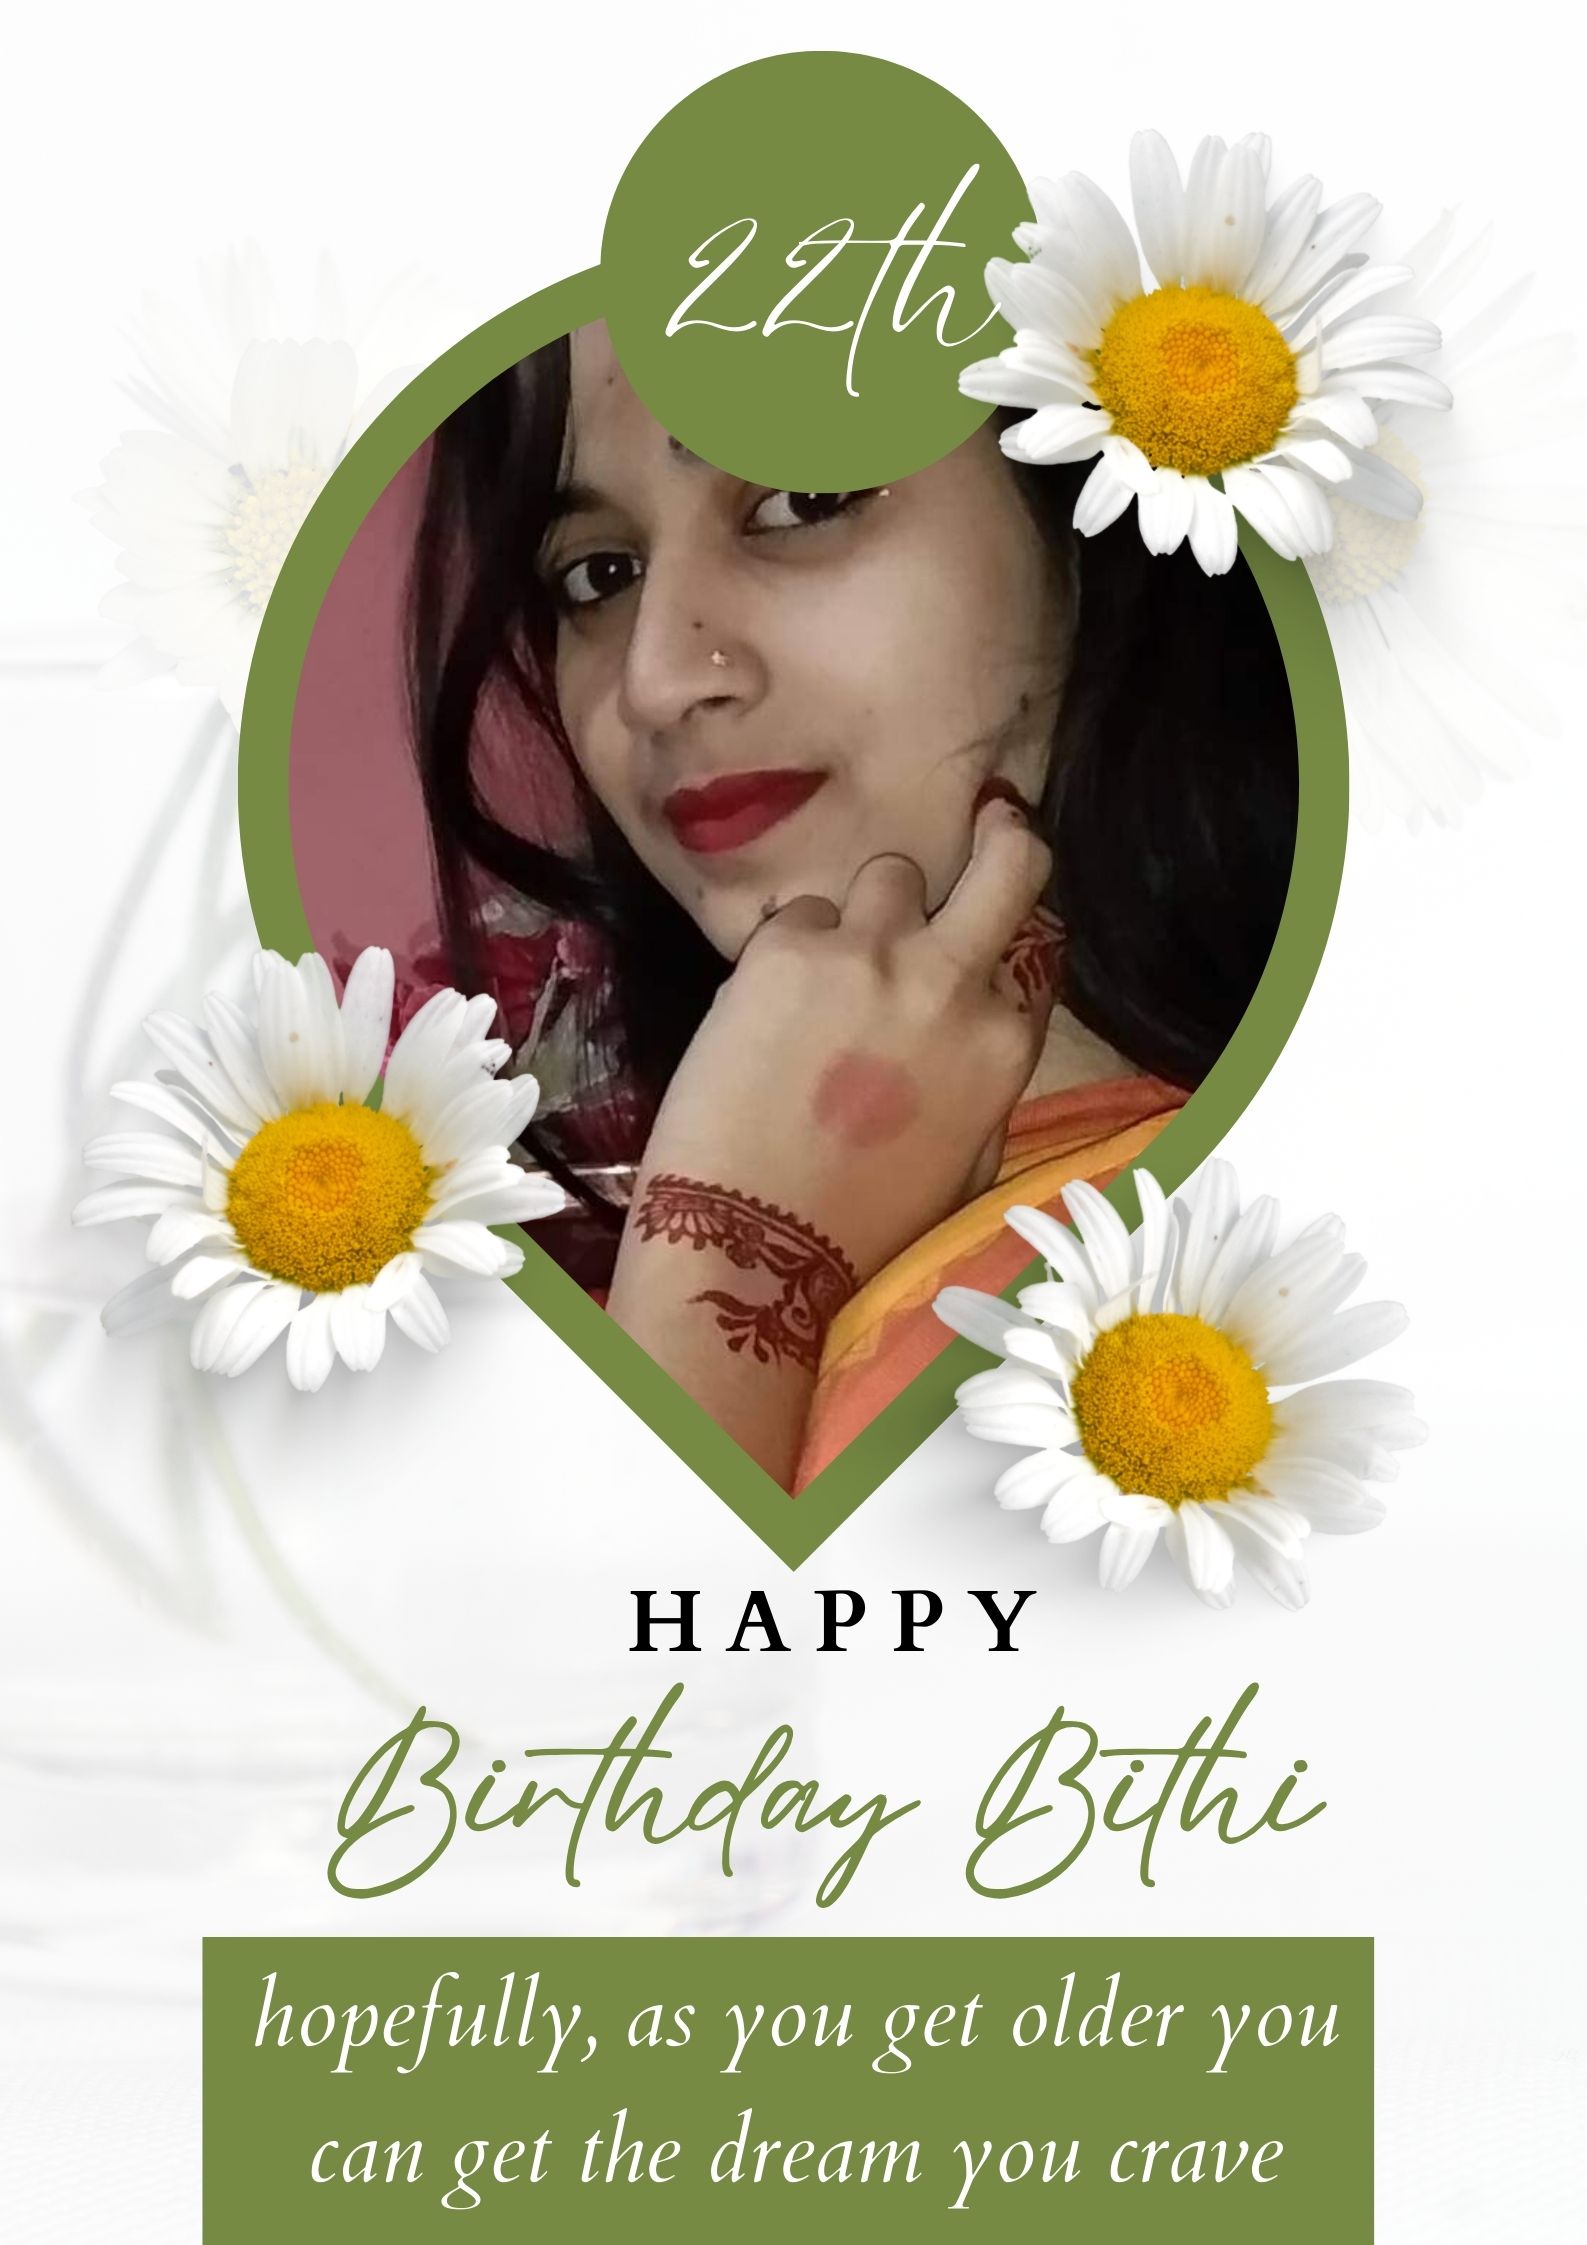 22th
HAPPY
Birthday Bithi
hopefully, as you get older you
can get the dream you crave